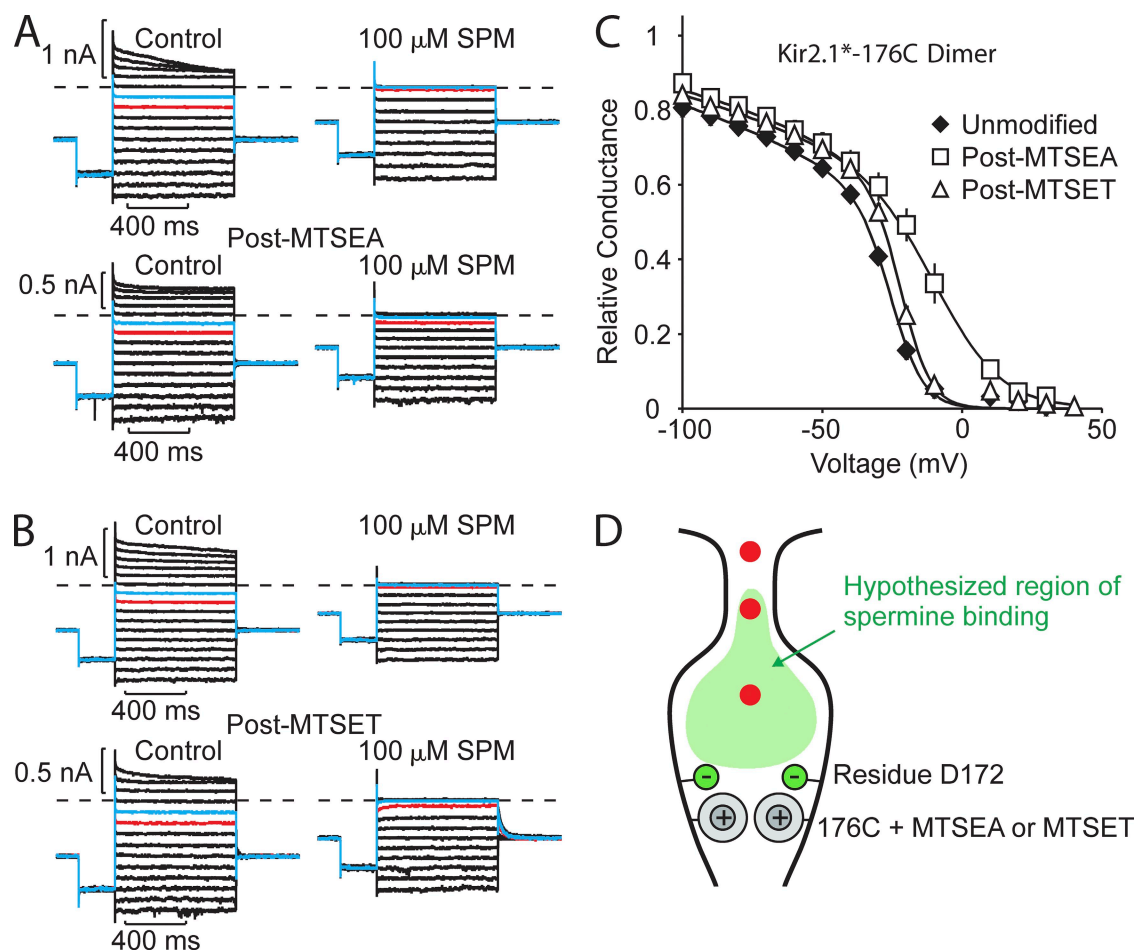 A
Control
100 μM SPM
1 nA
400 ms
Post-MTSEA
Control
100 μM SPM
0.5 nA
400 ms
B
Control
100 μM SPM
1 nA
400 ms
Post-MTSET
Control
100 μM SPM
0.5 nA
400 ms
C
Kir2.1*-176C Dimer
Unmodified
Post-MTSEA
Post-MTSET
Relative Conductance
1
0.8
0.6
0.4
0.2
0
-100
-50
0
50
Voltage (mV)
D
Hypothesized region of
spermine binding
- -
Residue D172
+ +
176C + MTSEA or MTSET